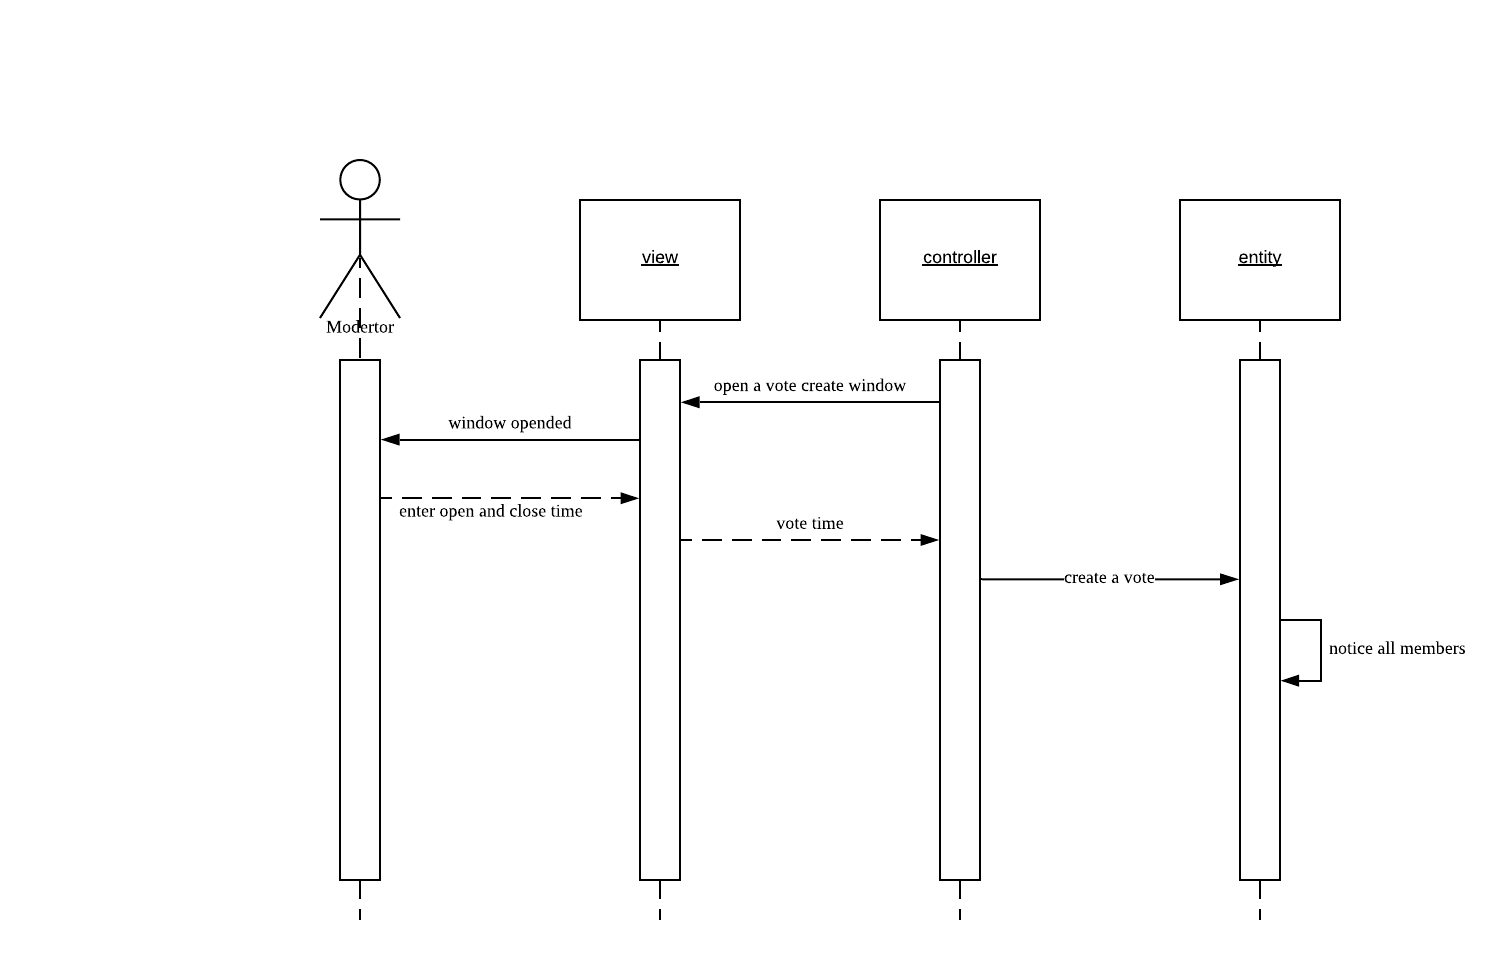 view
controller
entity
Modertor
open a vote create window
window opended
enter open and close time
vote time
create a vote
notice all members